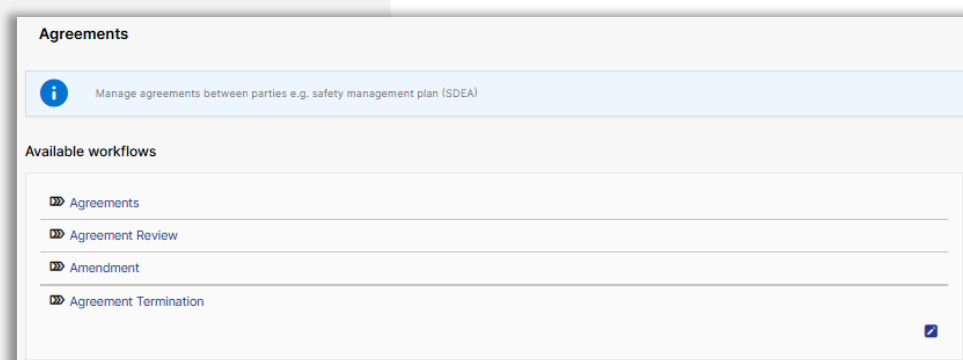 Agreements
Manage agreements between parties e.g. safety management plan (SDEA)
Available workflows
Agreements
Agreement Review
Amendment
Agreement Termination